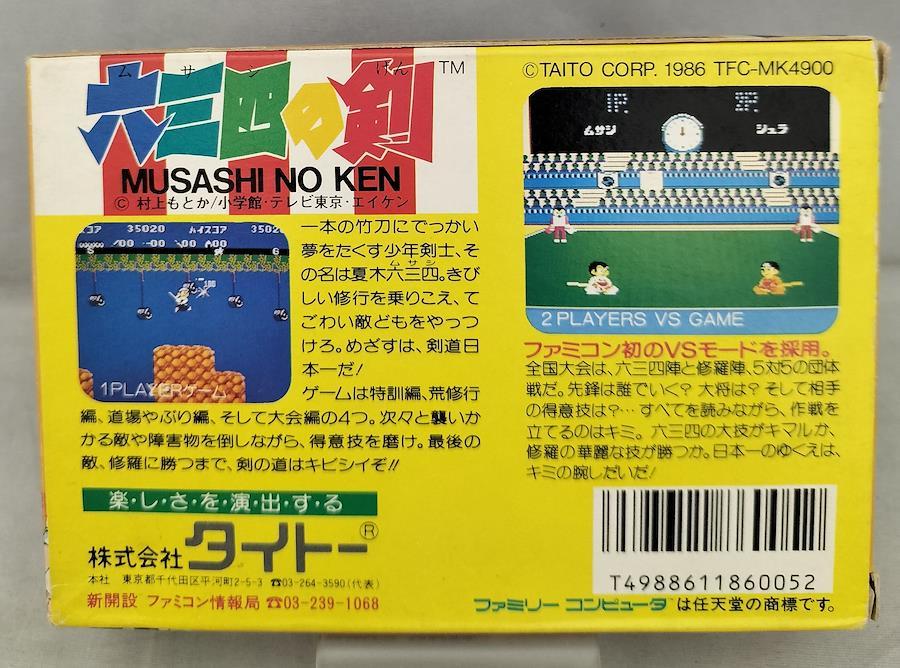 ムサシ けん
六三四の剣 TM
MUSASHI NO KEN
© 村上もとか/小学館・テレビ東京・エイケン
©TAITO CORP. 1986 TFC-MK4900
1P 2P
ムサシ シュラ
2 PLAYERS VS GAME
コア 35020 ハイスコア 3502
1PLAYERゲーム
一本の竹刀にでっかい
夢をたくす少年剣士、そ
ムサシ
の名は夏木六三四。きび
しい修行を乗りこえ、て
ごわい敵どもをやっつ
けろ。めざすは、剣道日
本一だ!
ゲームは特訓編、荒修行
編、道場やぶり編、そして大会編の4つ。次々と襲いか
かる敵や障害物を倒しながら、得意技を磨け。最後の
敵、修羅に勝つまで、剣の道はキビシイぞ!!
ファミコン初のVSモードを採用。
全国大会は、六三四陣と修羅陣、5対5の団体
戦だ。先鋒は誰でいく? 大将は? そして相手
の得意技は?… すべてを読みながら、作戦を
立てるのはキミ。六三四の大技がキマルか、
修羅の華麗な技が勝つか。日本一のゆくえは、
キミの腕しだいだ!
楽・し・さ・を・演・出・す・る
株式会社 タイトー®
本社 東京都千代田区平河町2-5-3 ☎03-264-3590(代表)
新開設 ファミコン情報局 ☎03-239-1068
T4988611860052
ファミリー コンピュータ™は任天堂の商標です。